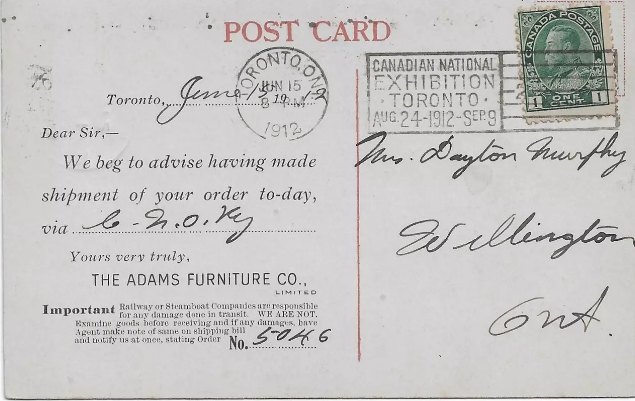 POST CARD
CANADA POSTAGE
1 ONE CENT 1
TORONTO, ONT.
JUN 15
8 PM
1912
CANADIAN NATIONAL
EXHIBITION
TORONTO
AUG. 24-1912-SEP. 9
Toronto, June 15 19
Dear Sir,—
We beg to advise having made
shipment of your order to-day,
via C. N. O. Ry
Yours very truly,
THE ADAMS FURNITURE CO.,
LIMITED
Important Railway or Steamboat Companies are responsible
for any damage done in transit. WE ARE NOT.
Examine goods before receiving and if any damages, have
Agent make note of same on shipping bill
and notify us at once, stating Order No. 5046
Mrs. Dayton Murphy
Wellington
Ont.